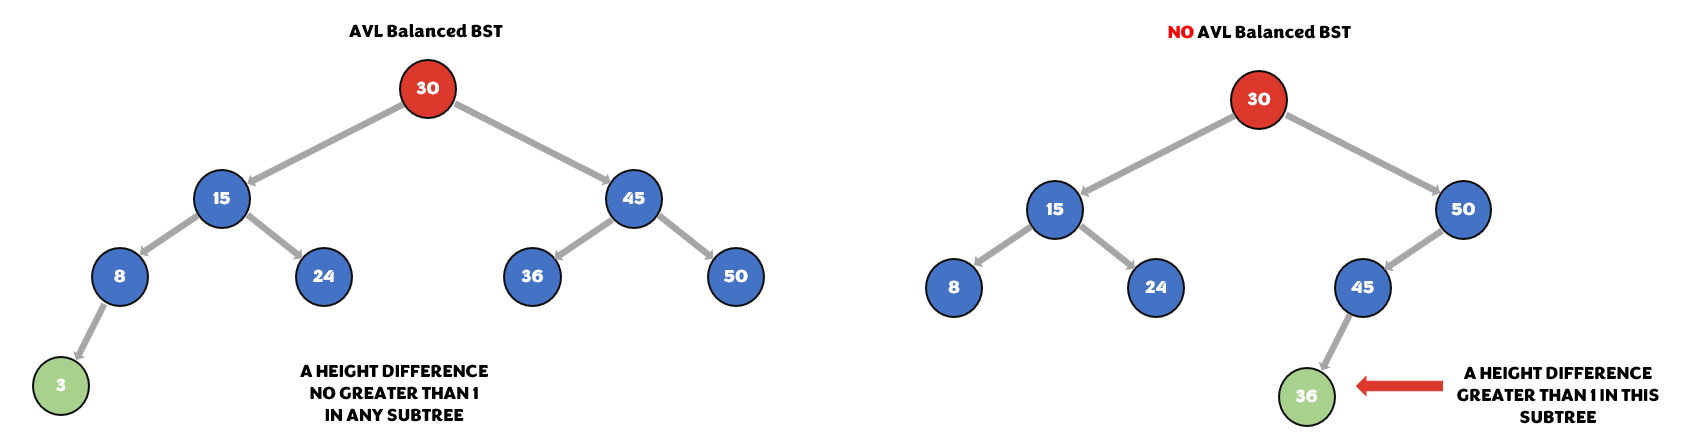 AVL Balanced BST
30
15
45
8
24
36
50
3
A HEIGHT DIFFERENCE
NO GREATER THAN 1
IN ANY SUBTREE
NO AVL Balanced BST
30
15
50
8
24
45
36
A HEIGHT DIFFERENCE
GREATER THAN 1 IN THIS
SUBTREE